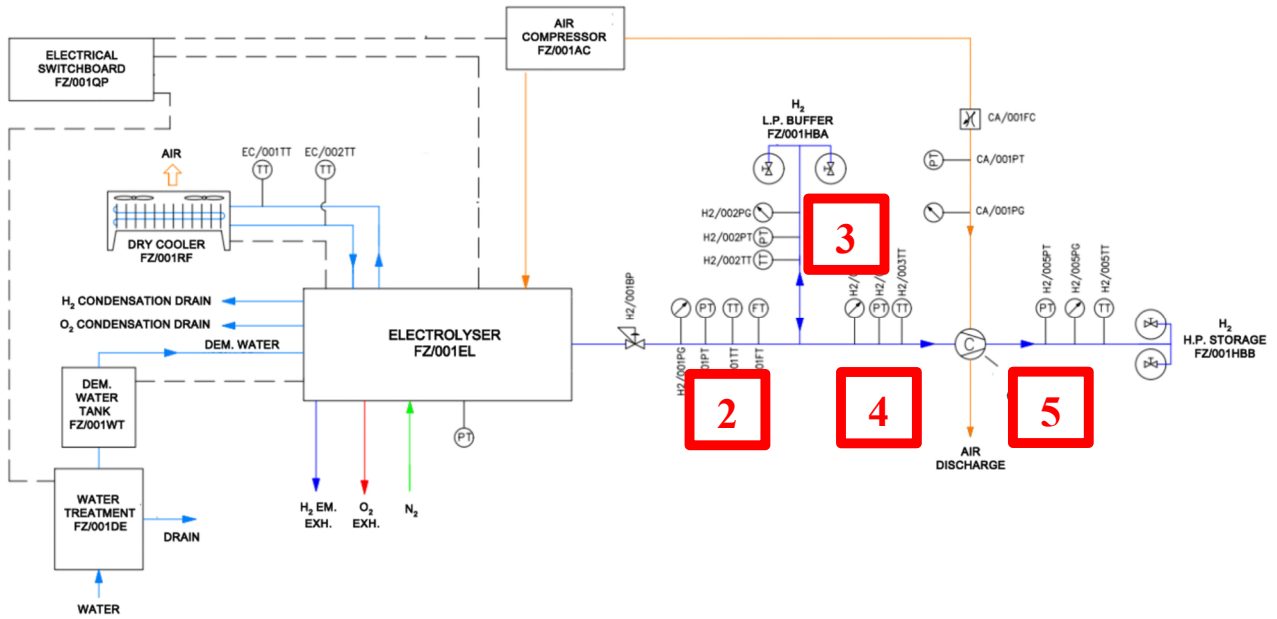 AIR
COMPRESSOR
FZ/001AC
ELECTRICAL
SWITCHBOARD
FZ/001QP
H2
L.P. BUFFER
FZ/001HBA
CA/001FC
AIR
EC/001TT
EC/002TT
TT
TT
PT
CA/001PT
CA/001PG
DRY COOLER
FZ/001RF
H2/002PG
H2/002PT
PT
H2/002TT
TT
3
H2/003TT
H2/005PT
H2/005PG
H2/005TT
H2/001BP
PT
TT
FT
PT
TT
PT
TT
H2 CONDENSATION DRAIN
O2 CONDENSATION DRAIN
DEM. WATER
ELECTROLYSER
FZ/001EL
C
H2
H.P. STORAGE
FZ/001HBB
H2/001PG
001PT
001TT
001FT
2
4
5
DEM.
WATER
TANK
FZ/001WT
PT
AIR
DISCHARGE
WATER
TREATMENT
FZ/001DE
DRAIN
H2 EM.
EXH.
O2
EXH.
N2
WATER